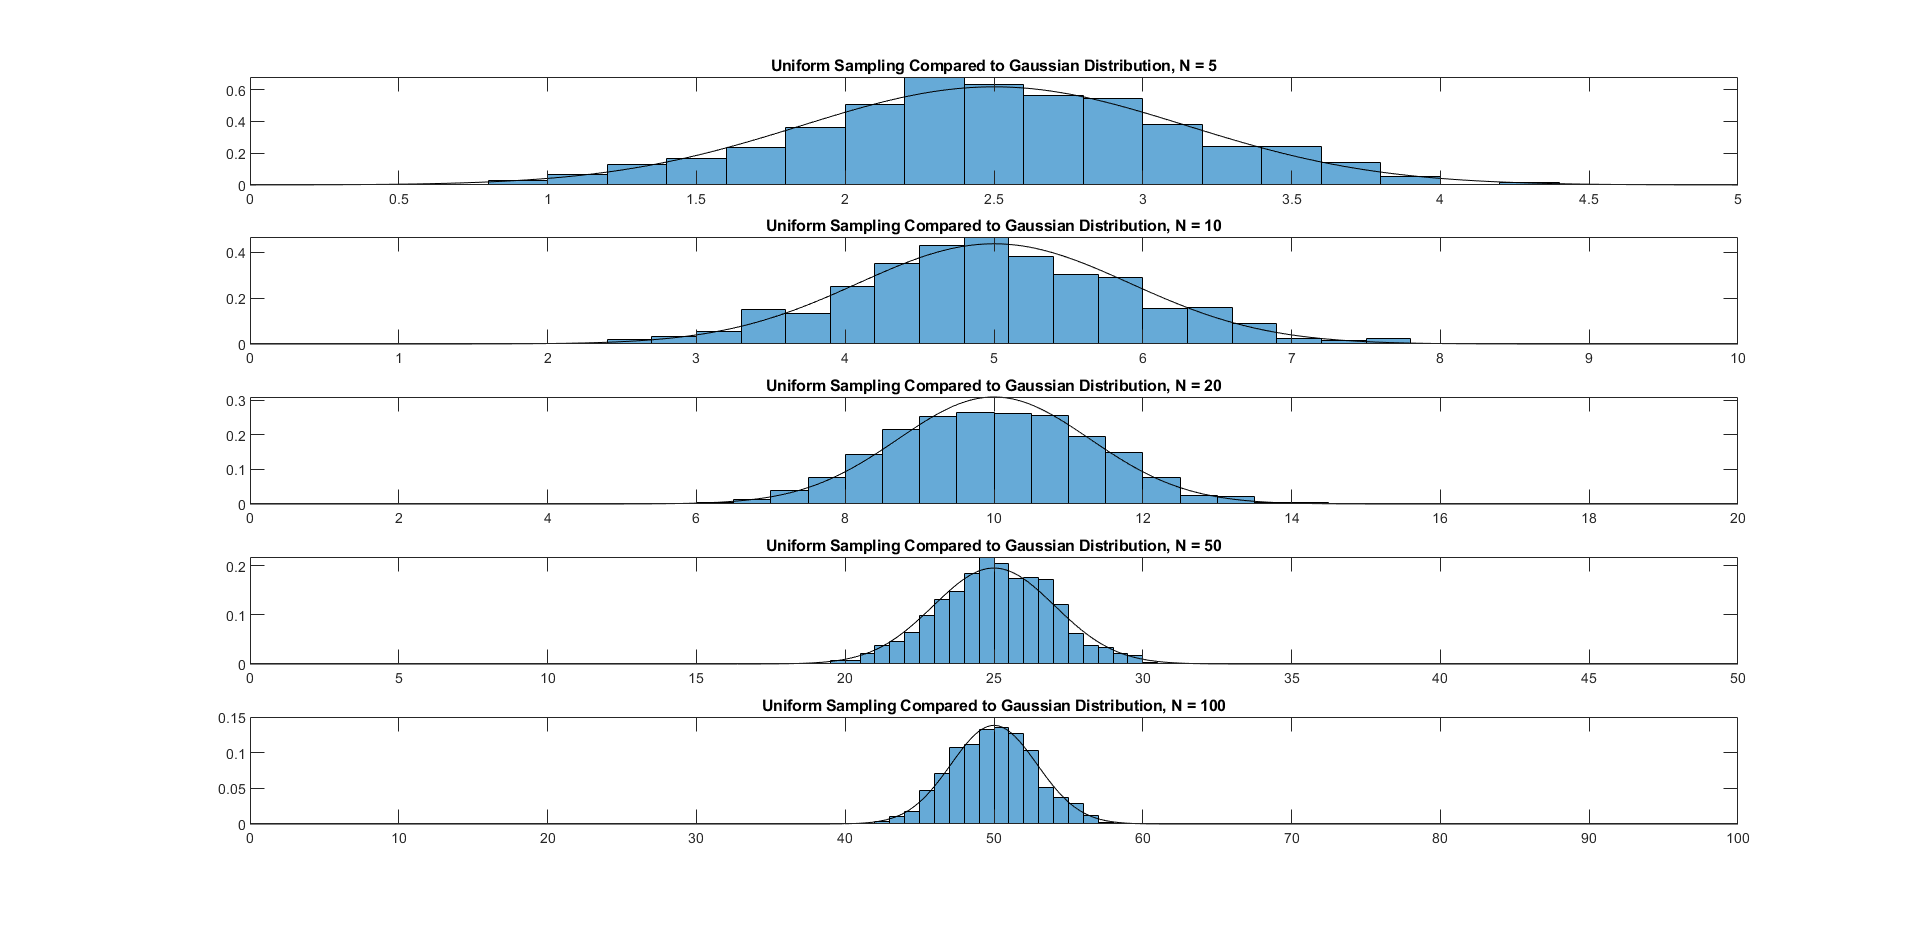 Uniform Sampling Compared to Gaussian Distribution, N = 5
0.6
0.4
0.2
0
0 0.5 1 1.5 2 2.5 3 3.5 4 4.5 5
Uniform Sampling Compared to Gaussian Distribution, N = 10
0.4
0.2
0
0 1 2 3 4 5 6 7 8 9 10
Uniform Sampling Compared to Gaussian Distribution, N = 20
0.3
0.2
0.1
0
0 2 4 6 8 10 12 14 16 18 20
Uniform Sampling Compared to Gaussian Distribution, N = 50
0.2
0.1
0
0 5 10 15 20 25 30 35 40 45 50
Uniform Sampling Compared to Gaussian Distribution, N = 100
0.15
0.1
0.05
0
0 10 20 30 40 50 60 70 80 90 100